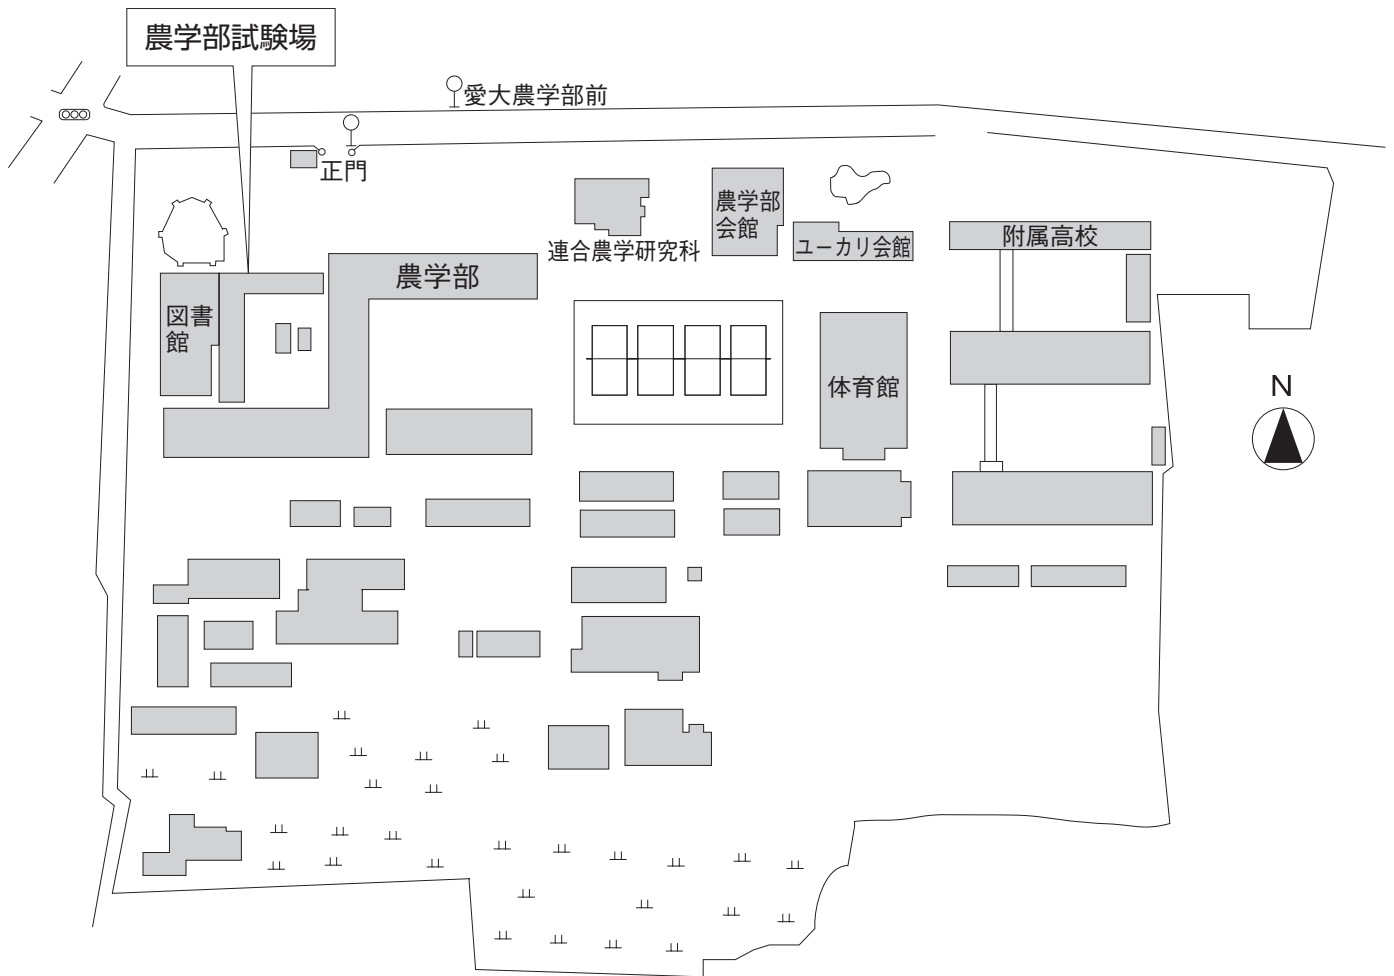 農学部試験場
愛大農学部前
正門
農学部
会館
ユーカリ会館
連合農学研究科
附属高校
農学部
図書
館
体育館
N